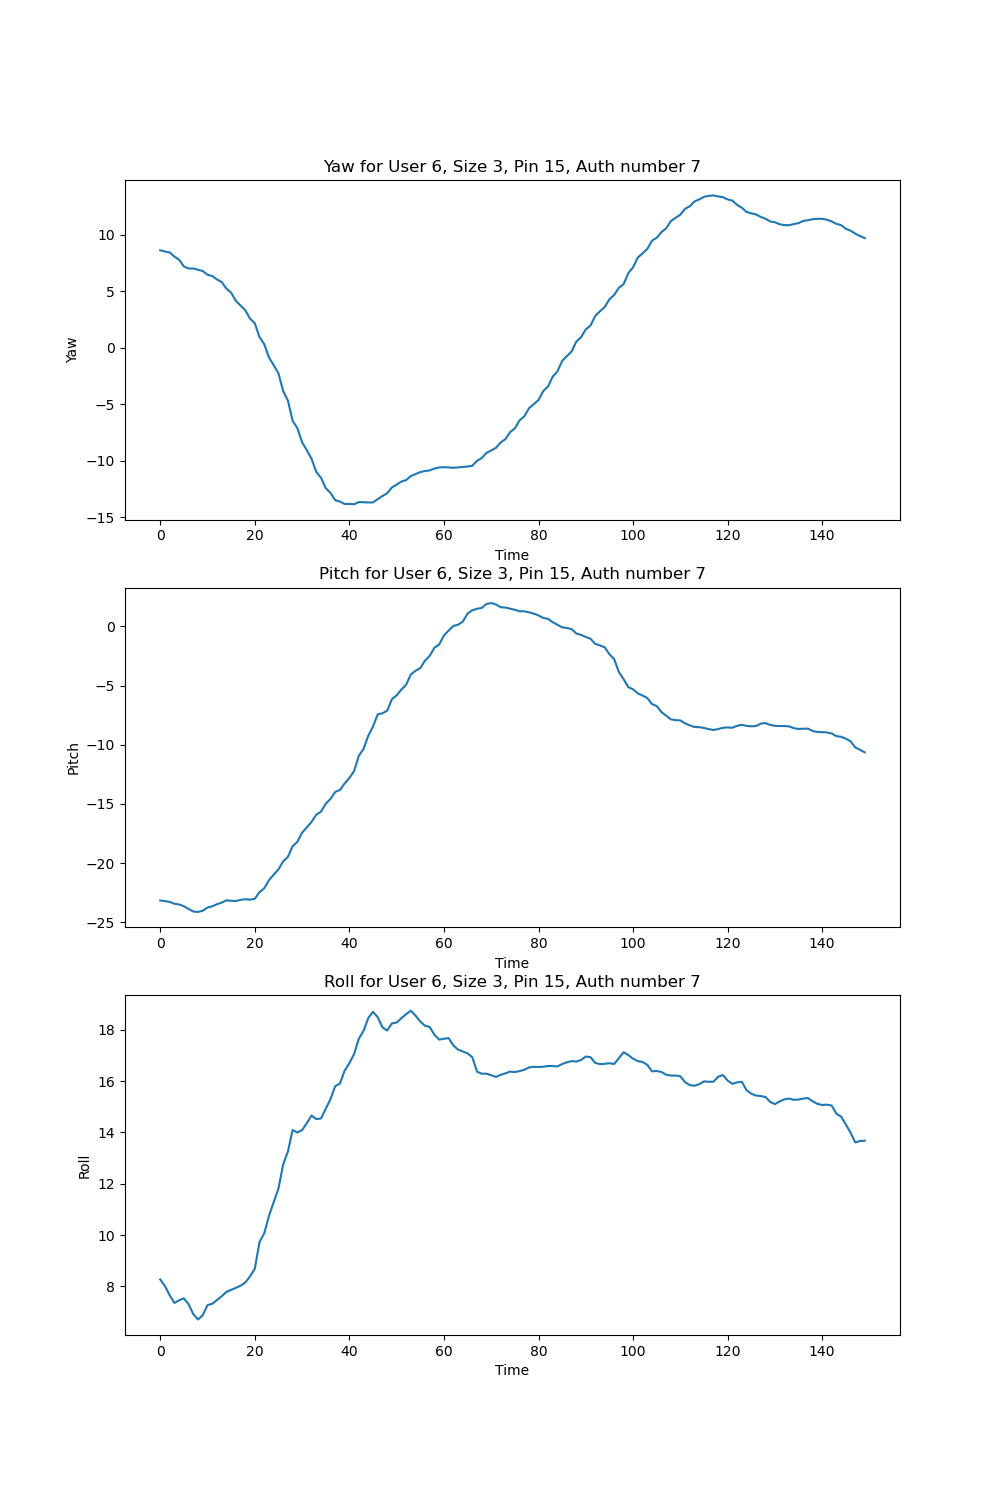 Yaw for User 6, Size 3, Pin 15, Auth number 7
10
5
0
−5
−10
−15
Yaw
0 20 40 60 80 100 120 140
Time
Pitch for User 6, Size 3, Pin 15, Auth number 7
0
−5
−10
−15
−20
−25
Pitch
0 20 40 60 80 100 120 140
Time
Roll for User 6, Size 3, Pin 15, Auth number 7
18
16
14
12
10
8
Roll
0 20 40 60 80 100 120 140
Time